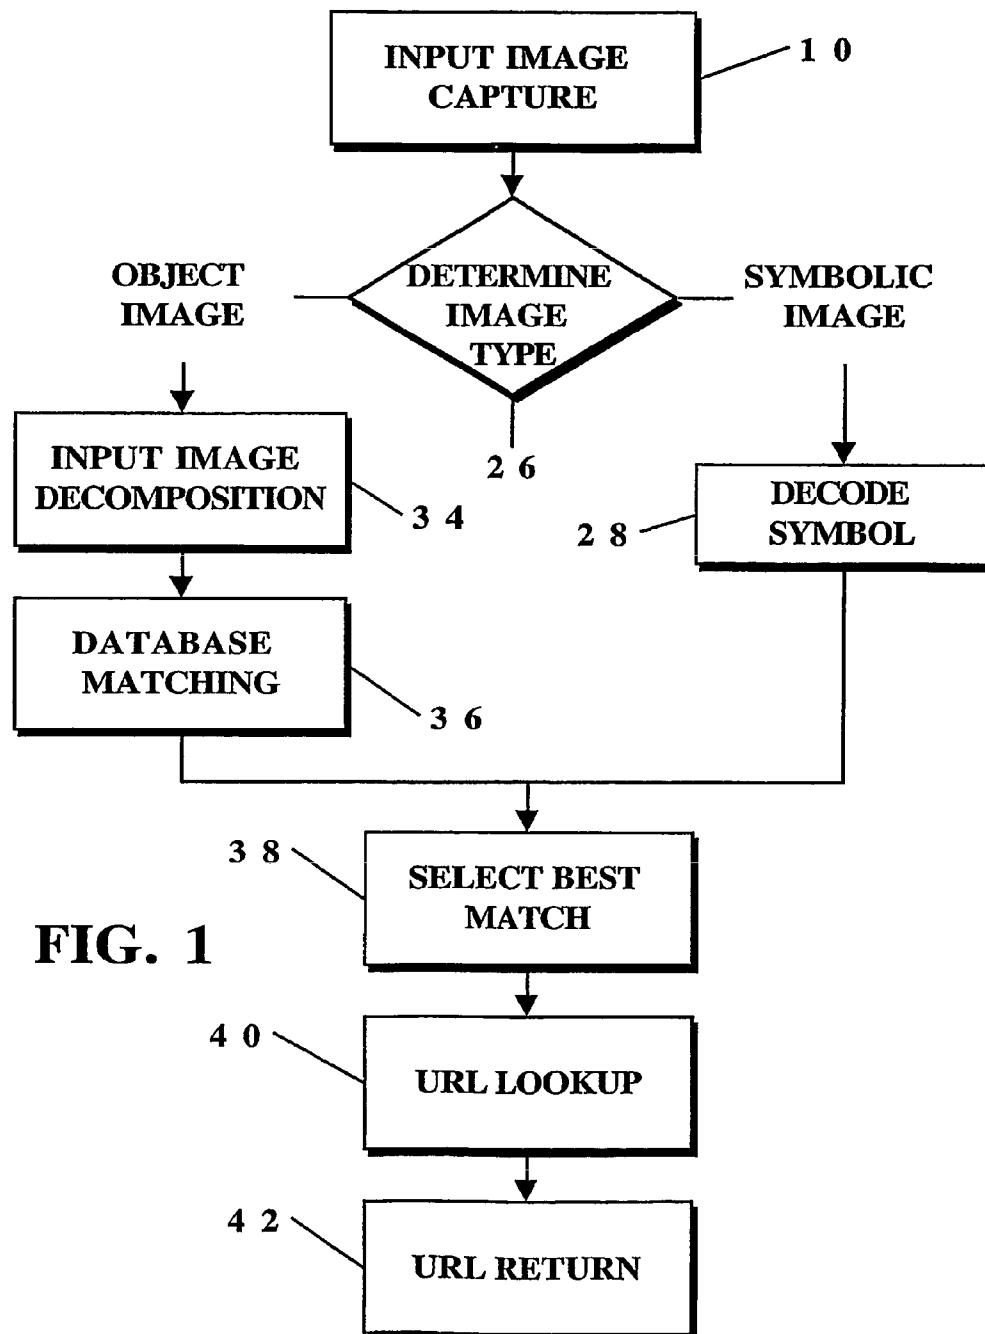 INPUT IMAGE
CAPTURE
1 0
OBJECT
IMAGE
DETERMINE
IMAGE
TYPE
SYMBOLIC
IMAGE
2 6
INPUT IMAGE
DECOMPOSITION
3 4
DECODE
SYMBOL
2 8
DATABASE
MATCHING
3 6
3 8
SELECT BEST
MATCH
FIG. 1
4 0
URL LOOKUP
4 2
URL RETURN